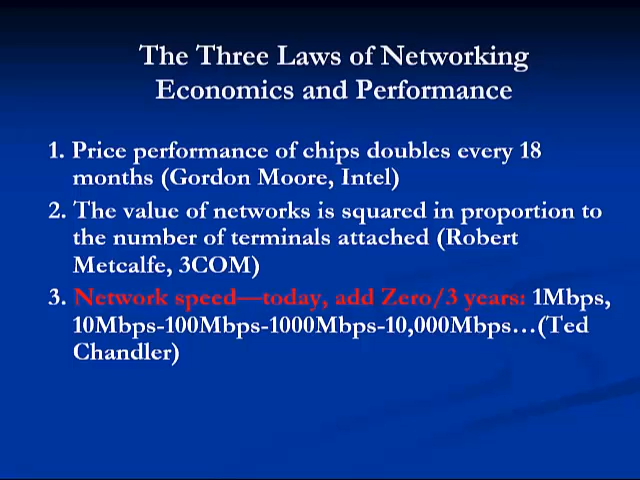 The Three Laws of Networking
Economics and Performance
1. Price performance of chips doubles every 18
months (Gordon Moore, Intel)
2. The value of networks is squared in proportion to
the number of terminals attached (Robert
Metcalfe, 3COM)
3. Network speed—today, add Zero/3 years: 1Mbps,
10Mbps-100Mbps-1000Mbps-10,000Mbps…(Ted
Chandler)